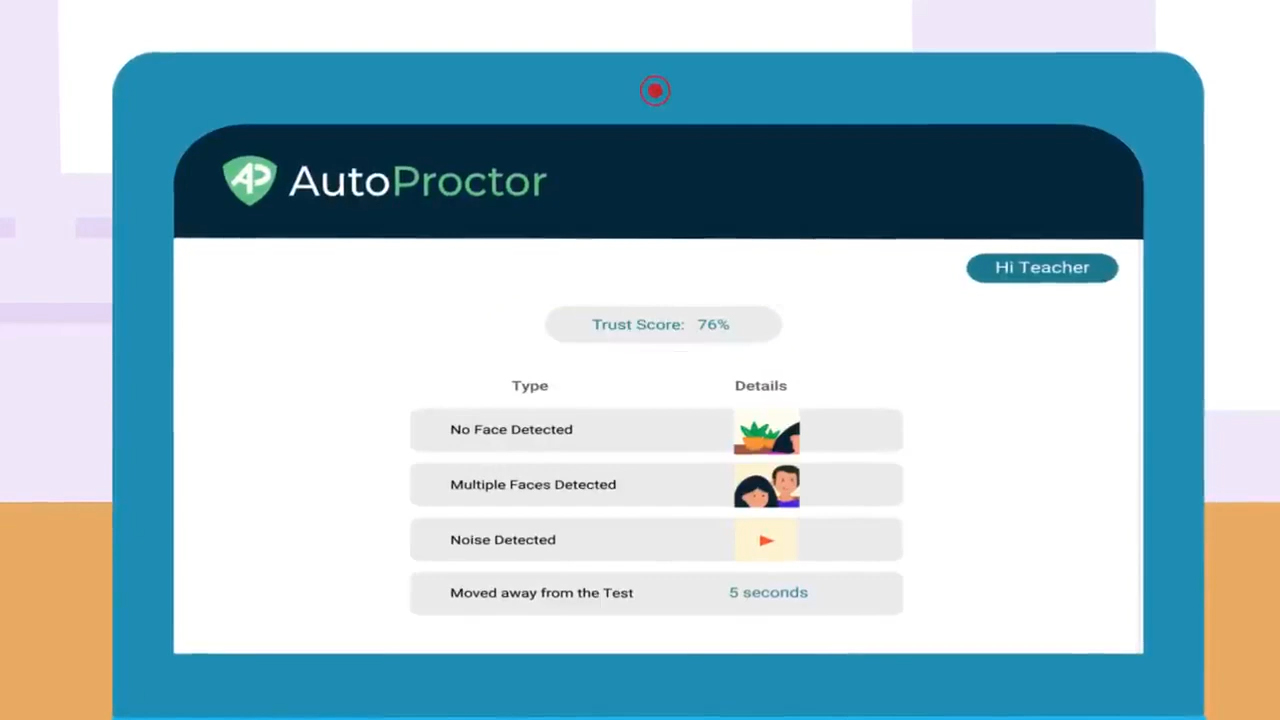 AP AutoProctor
Hi Teacher
Trust Score: 76%
Type Details
No Face Detected
Multiple Faces Detected
Noise Detected
Moved away from the Test 5 seconds